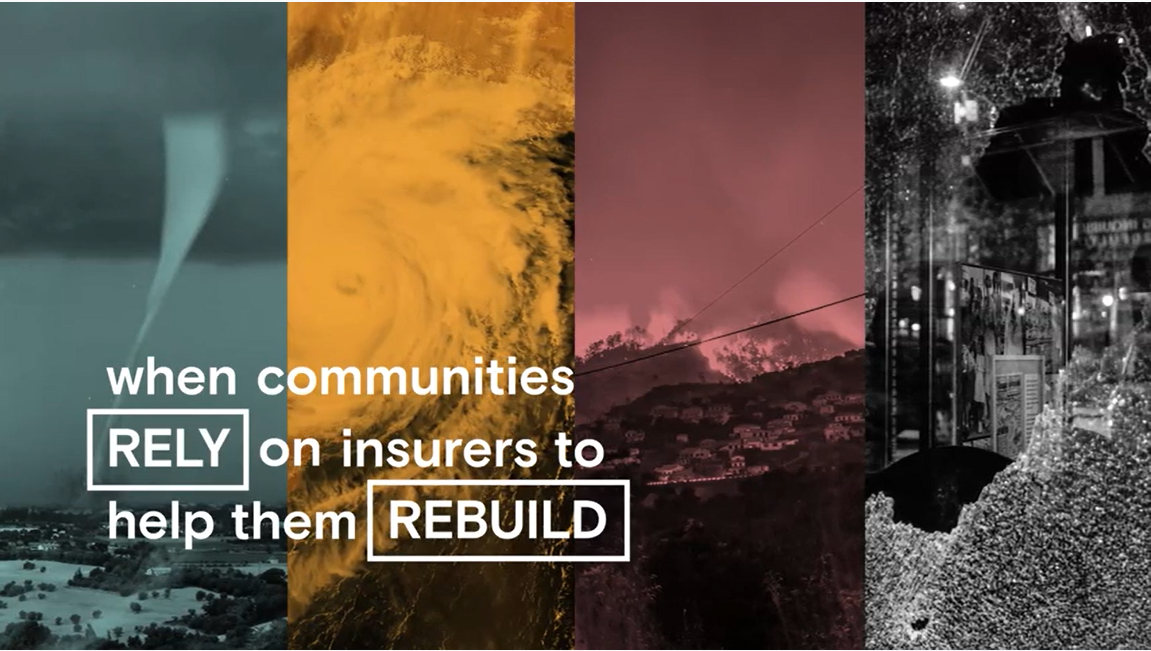 when communities
RELY on insurers to
help them REBUILD